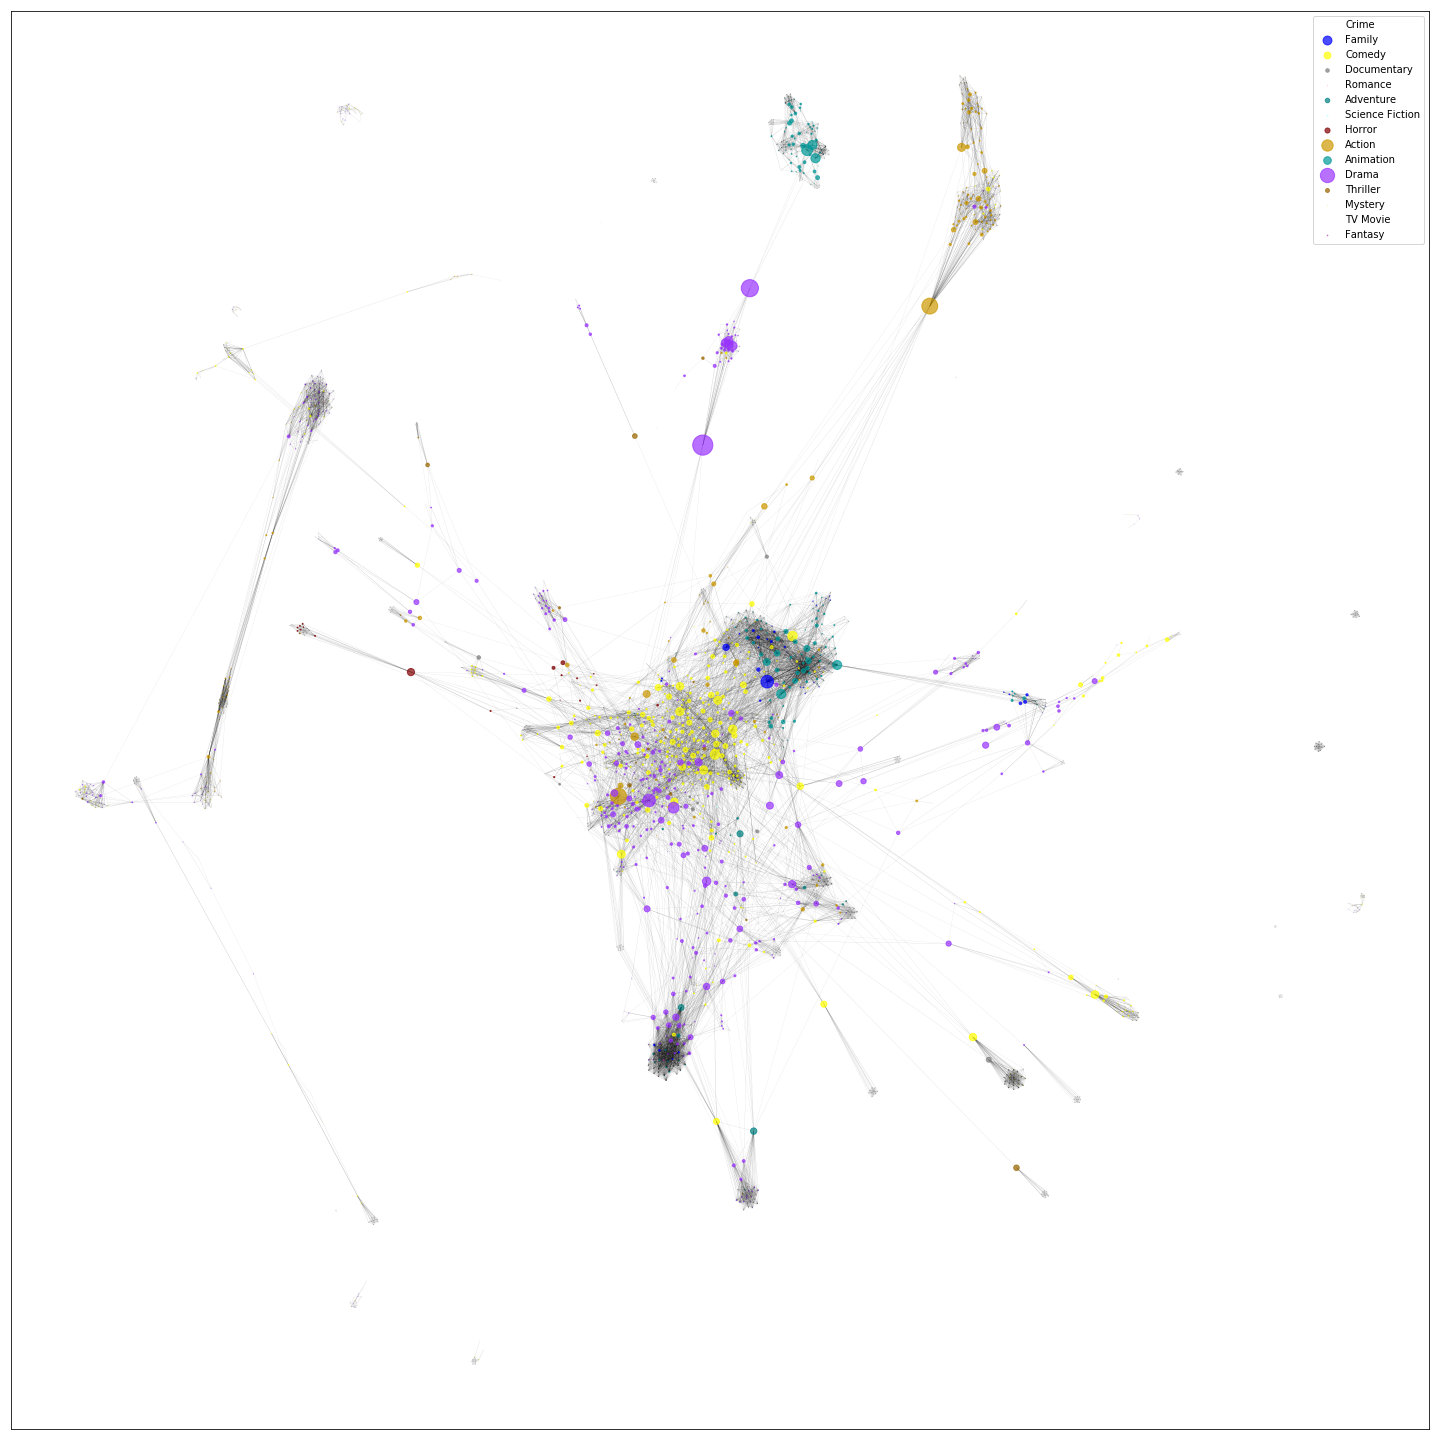 Crime
Family
Comedy
Documentary
Romance
Adventure
Science Fiction
Horror
Action
Animation
Drama
Thriller
Mystery
TV Movie
Fantasy